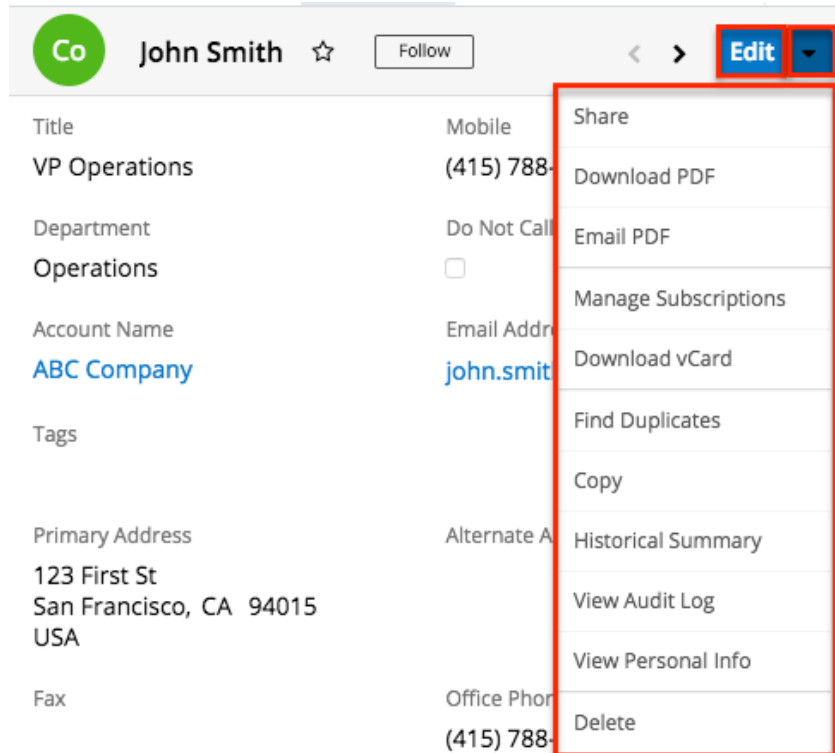 Co
John Smith
Follow
Edit
Title
VP Operations
Department
Operations
Account Name
ABC Company
Tags
Primary Address
123 First St
San Francisco, CA 94015
USA
Fax
Mobile
(415) 788-
Do Not Call
Email
john.smit
Alternate
Office
(415) 788-
Share
Download PDF
Email PDF
Manage Subscriptions
Download vCard
Find Duplicates
Copy
Historical Summary
View Audit Log
View Personal Info
Delete